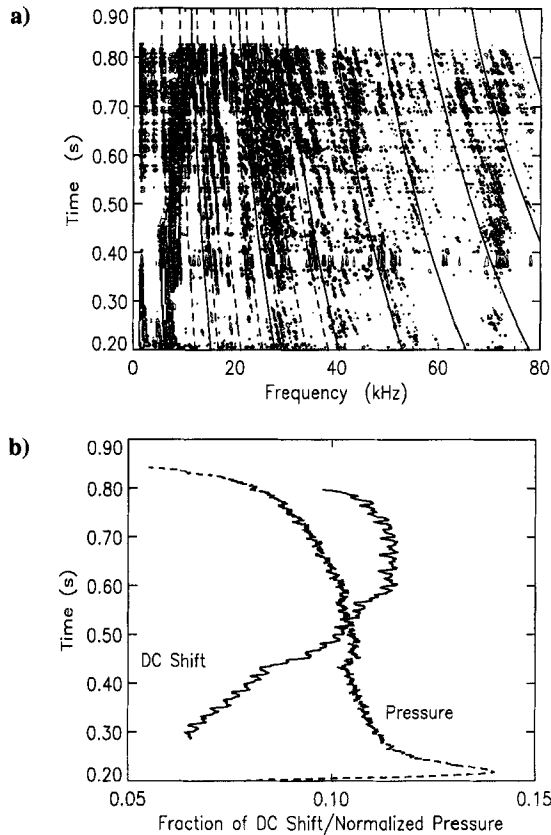 a)
0.90
0.80
0.70
0.60
0.50
0.40
0.30
0.20
Time (s)
0 20 40 60 80
Frequency (kHz)
b)
0.90
0.80
0.70
0.60
0.50
0.40
0.30
0.20
Time (s)
DC Shift
Pressure
0.05 0.10 0.15
Fraction of DC Shift/Normalized Pressure